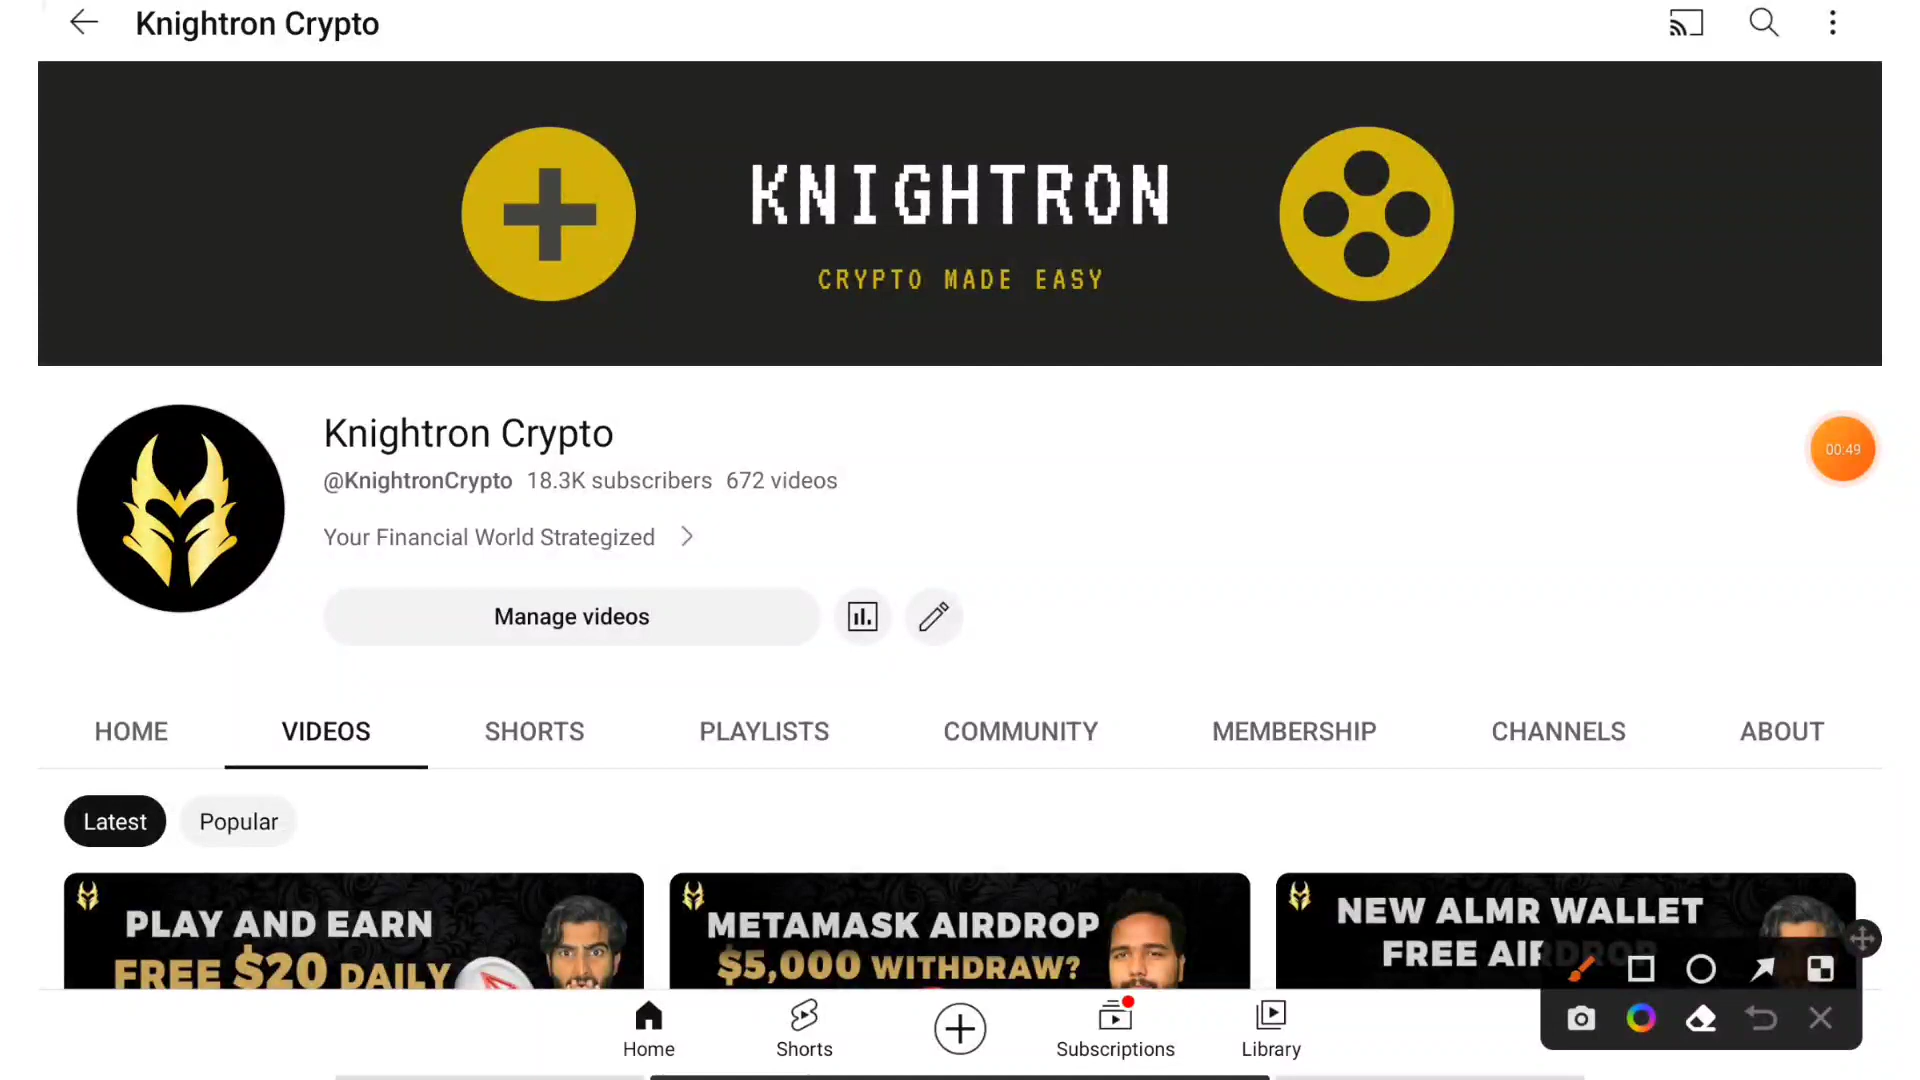 Knightron Crypto
KNIGHTRON
CRYPTO MADE EASY
Knightron Crypto
@KnightronCrypto 18.3K subscribers 672 videos
Your Financial World Strategized
00:49
Manage videos
HOME VIDEOS SHORTS PLAYLISTS COMMUNITY MEMBERSHIP CHANNELS ABOUT
Latest Popular
PLAY AND EARN
FREE $20 DAILY
METAMASK AIRDROP
$5,000 WITHDRAW?
NEW ALMR WALLET
FREE AIRDROP
Home Shorts Subscriptions Library